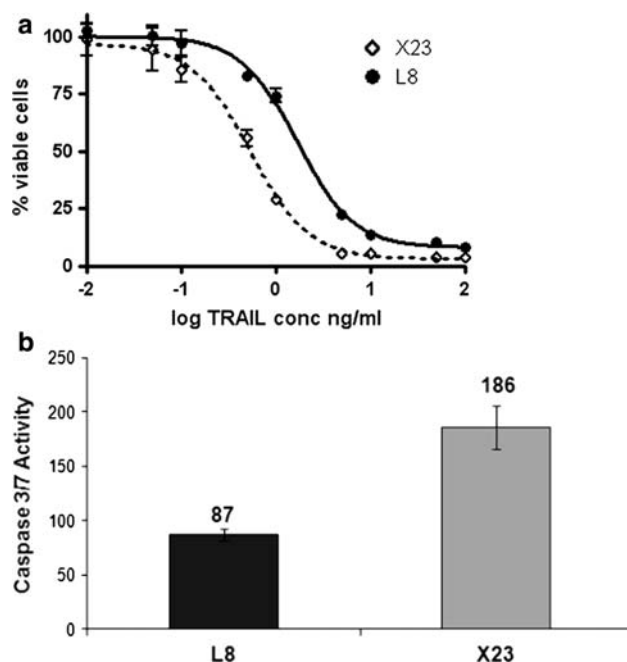 a
X23
L8
100
75
50
25
0
-2
-1
0
1
2
% viable cells
log TRAIL conc ng/ml
b
250
200
150
100
50
0
Caspase 3/7 Activity
87
186
L8
X23